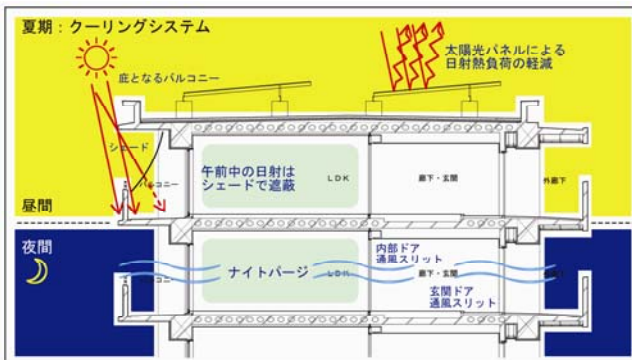 夏期：クーリングシステム
太陽光パネルによる
日射熱負荷の軽減
庇となるバルコニー
シェード
バルコニー
午前中の日射は
シェードで遮蔽
LDK
廊下・玄関
外廊下
昼間
夜間
バルコニー
ナイトパージ
LDK
内部ドア
通風スリット
廊下・玄関
玄関ドア
通風スリット